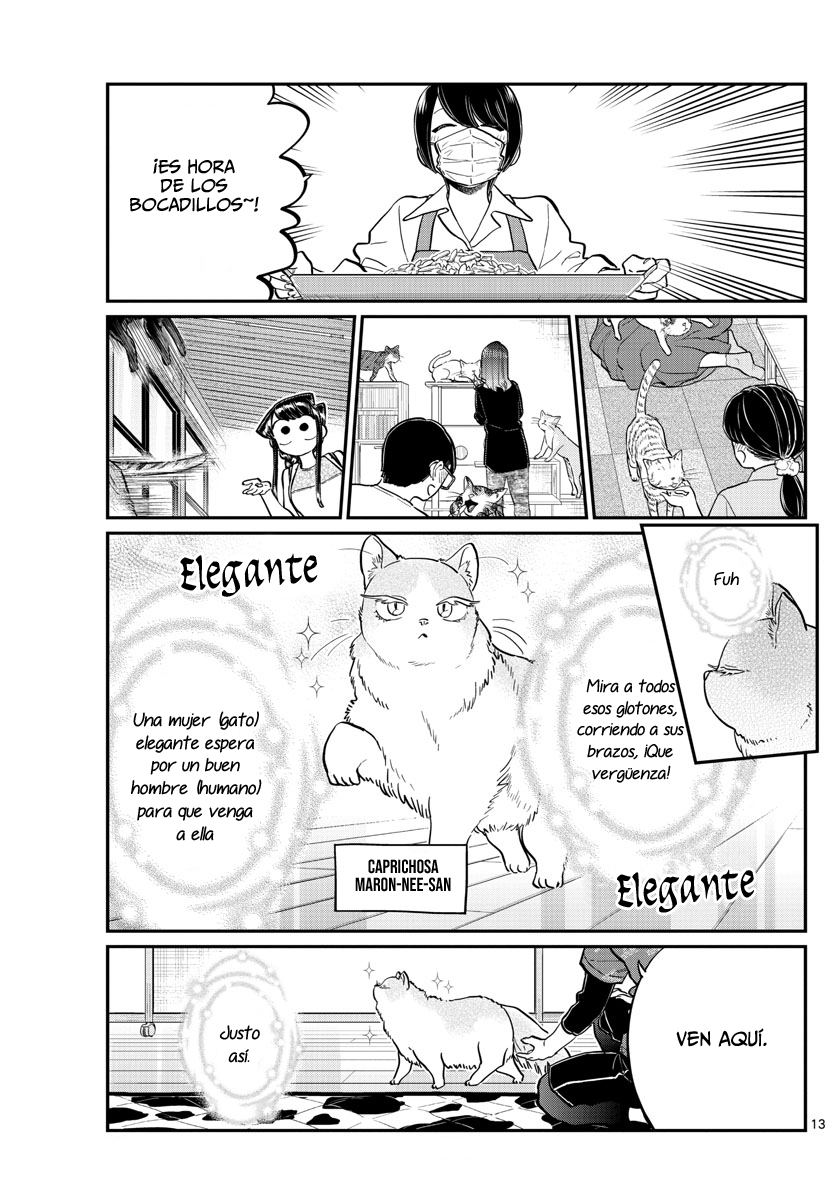 ¡ES HORA
DE LOS
BOCADILLOS~!
Fuh
Elegante
Mira a todos
esos glotones,
corriendo a sus
brazos, ¡Que
vergüenza!
Una mujer (gato)
elegante espera
por un buen
hombre (humano)
para que venga
a ella
CAPRICHOSA
MARON-NEE-SAN
Elegante
VEN AQUÍ.
Justo
así.
13